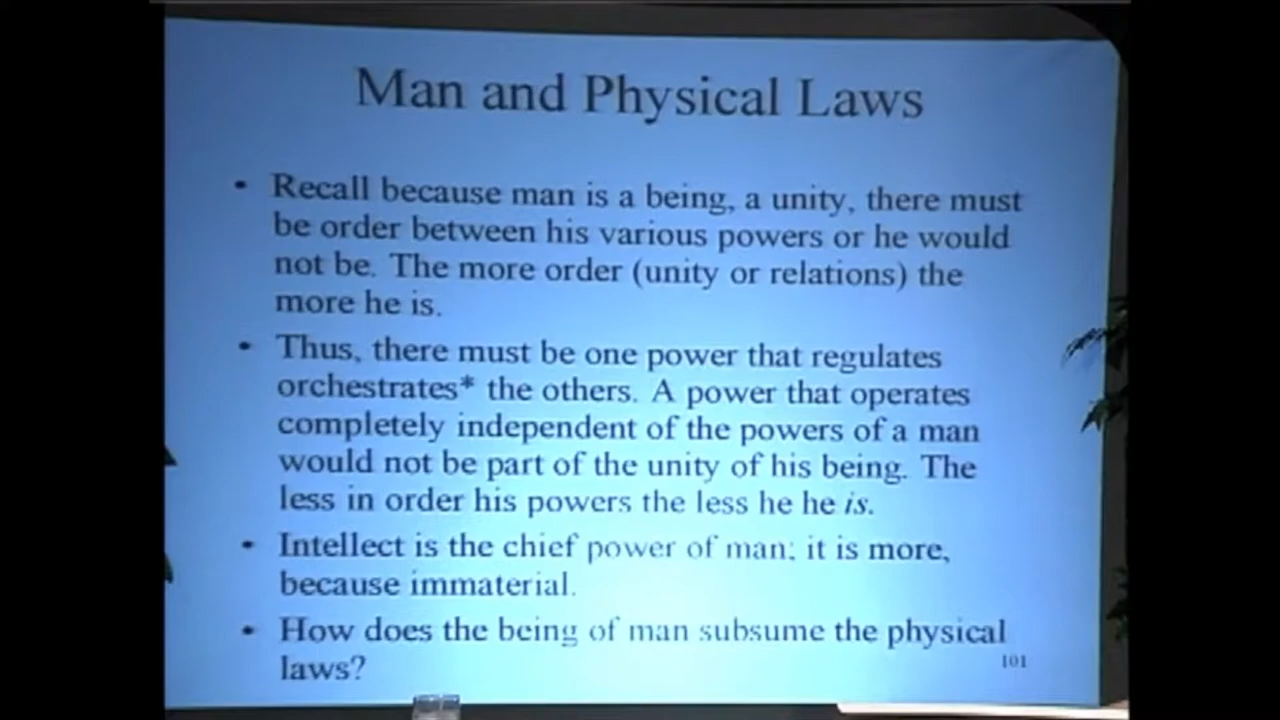 Man and Physical Laws
• Recall because man is a being, a unity, there must
be order between his various powers or he would
not be. The more order (unity or relations) the
more he is.
• Thus, there must be one power that regulates
orchestrates* the others. A power that operates
completely independent of the powers of a man
would not be part of the unity of his being. The
less in order his powers the less he he is.
• Intellect is the chief power of man; it is more,
because immaterial.
• How does the being of man subsume the physical
laws?
101